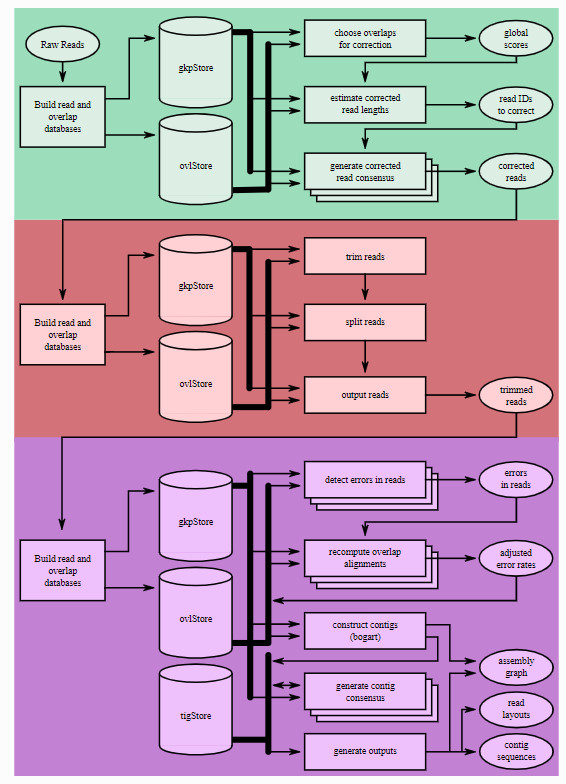 Raw Reads
Build read and
overlap
databases
gkpStore
ovlStore
choose overlaps
for correction
global
scores
estimate corrected
read lengths
read IDs
to correct
generate corrected
read consensus
corrected
reads
Build read and
overlap
databases
gkpStore
ovlStore
trim reads
split reads
output reads
trimmed
reads
Build read and
overlap
databases
gkpStore
ovlStore
tigStore
detect errors in reads
errors
in reads
recompute overlap
alignments
adjusted
error rates
construct contigs
(bogart)
assembly
graph
generate contig
consensus
read
layouts
generate outputs
contig
sequences